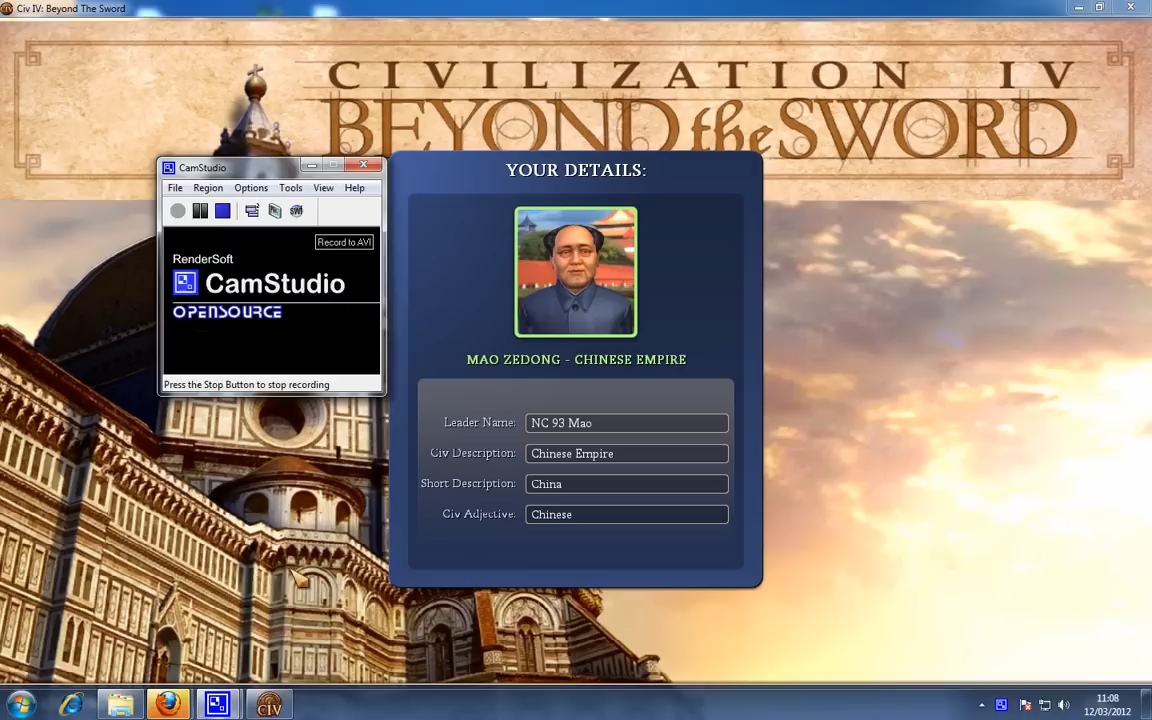 Civ IV: Beyond The Sword
CIVILIZATION IV
BEYOND the SWORD
CamStudio
File Region Options Tools View Help
Record to AVI
RenderSoft
CamStudio
OPENSOURCE
Press the Stop Button to stop recording
YOUR DETAILS:
MAO ZEDONG - CHINESE EMPIRE
Leader Name: NC 93 Mao
Civ Description: Chinese Empire
Short Description: China
Civ Adjective: Chinese
CIV
11:08
12/03/2012